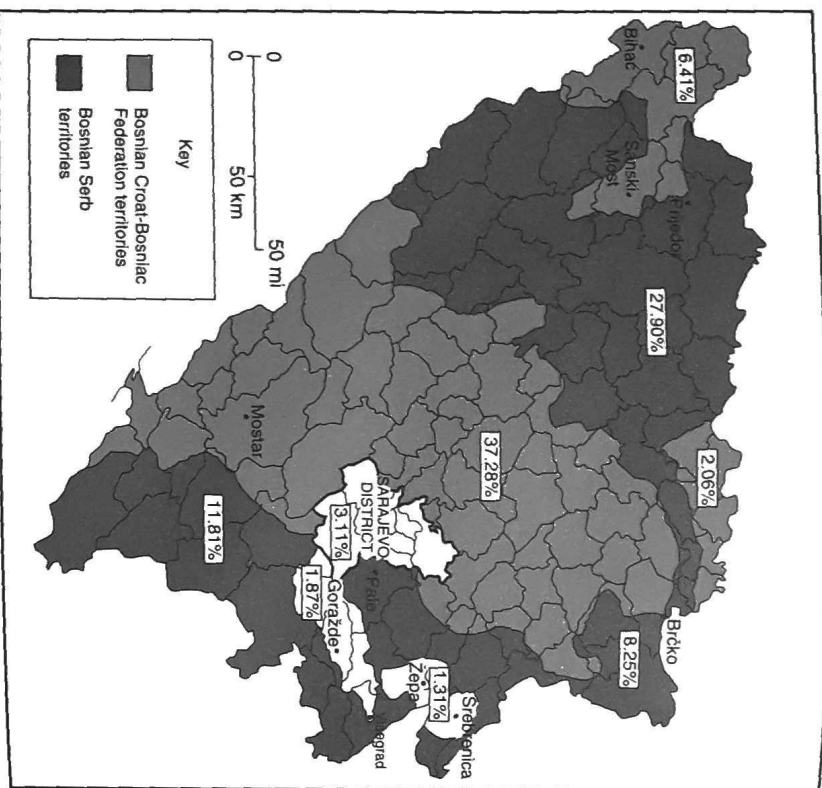 6.41%
Bihać
Sanski
Most
Prijedor
27.90%
2.06%
37.28%
Brčko
8.25%
SARAJEVO
DISTRICT
3.11%
Pale
1.87%
Goražde
1.31%
Žepa
Srebrenica
Višegrad
Mostar
11.81%
0 50 km
0 50 mi
Key
Bosnian Croat-Bosniac
Federation territories
Bosnian Serb
territories